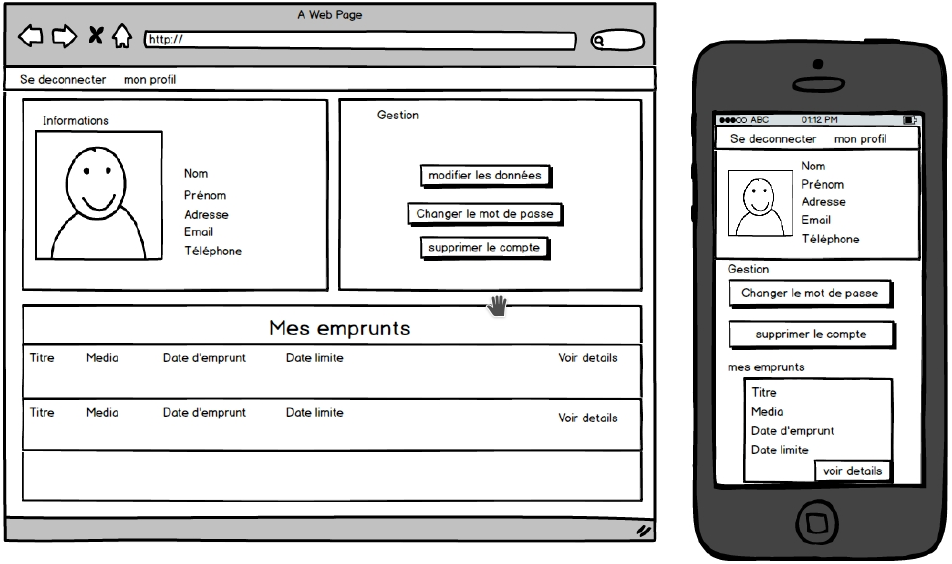 A Web Page
http://
Se deconnecter mon profil
Informations
Nom
Prénom
Adresse
Email
Téléphone
Gestion
modifier les données
Changer le mot de passe
supprimer le compte
Mes emprunts
Titre Media Date d'emprunt Date limite Voir details
Titre Media Date d'emprunt Date limite Voir details
ABC 01:12 PM
Se deconnecter mon profil
Nom
Prénom
Adresse
Email
Téléphone
Gestion
Changer le mot de passe
supprimer le compte
mes emprunts
Titre
Media
Date d'emprunt
Date limite
voir details